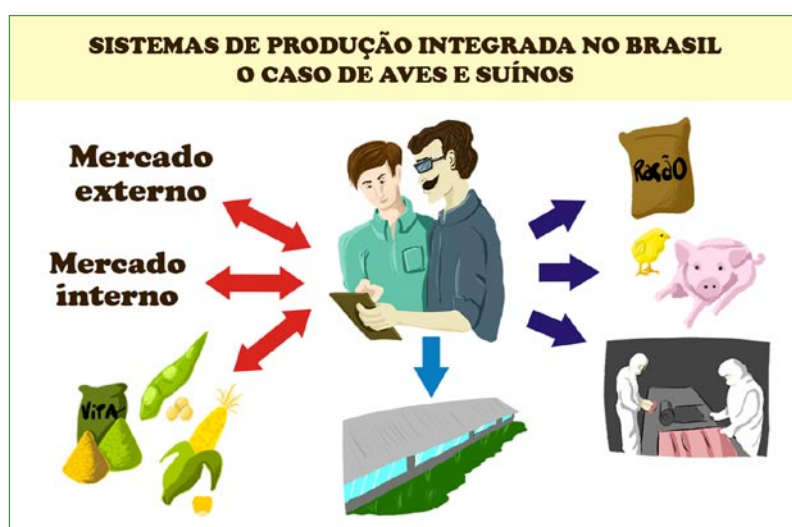 SISTEMAS DE PRODUÇÃO INTEGRADA NO BRASIL
O CASO DE AVES E SUÍNOS
Mercado
externo
RaçãO
Mercado
interno
ViTA